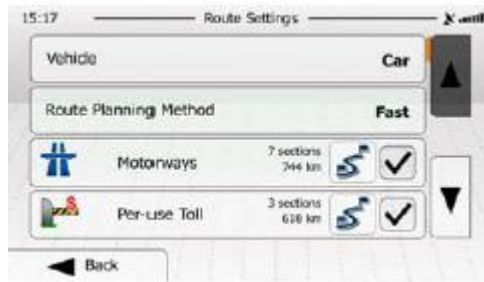 15:17 Route Settings
Vehicle Car
Route Planning Method Fast
Motorways 7 sections 744 km
Per-use Toll 3 sections 618 km
Back